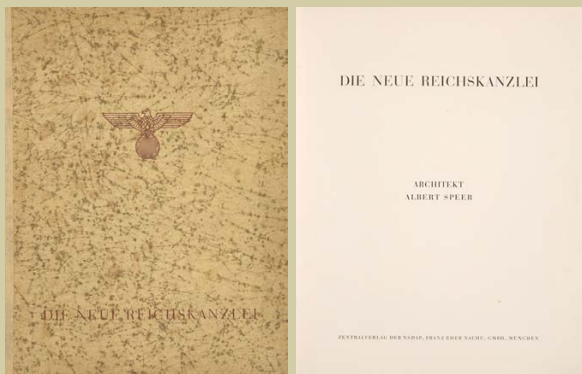 DIE NEUE REICHSKANZLEI
DIE NEUE REICHSKANZLEI
ARCHITEKT
ALBERT SPEER
ZENTRALVERLAG DER NSDAP, FRANZ EHER NACHF. GMBH, MÜNCHEN